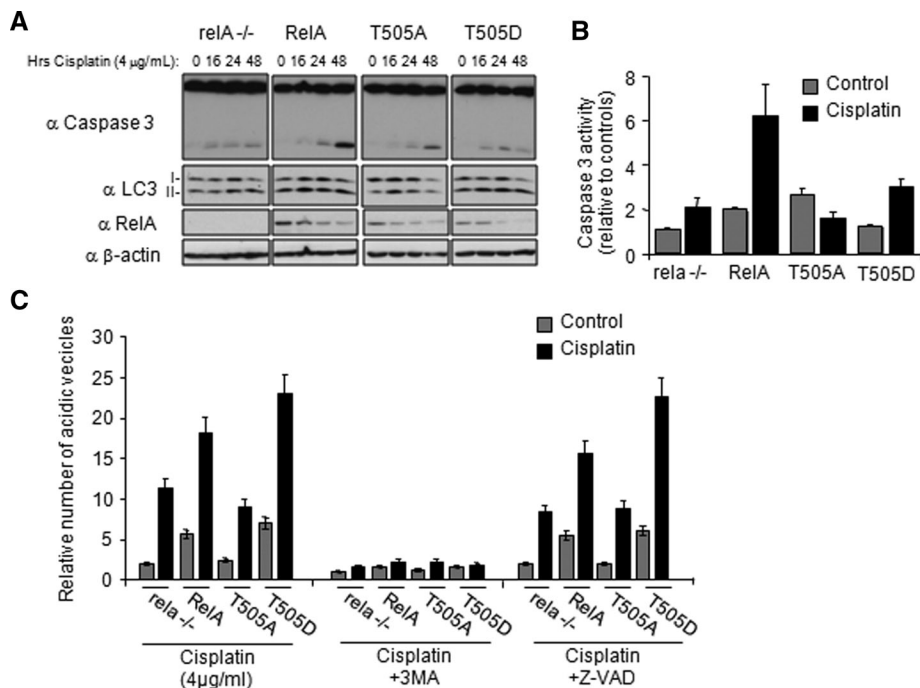 A
relA -/- RelA T505A T505D
Hrs Cisplatin (4 µg/mL): 0 16 24 48 0 16 24 48 0 16 24 48 0 16 24 48
α Caspase 3
α LC3 I-
II-
α RelA
α β-actin
B
Control
Cisplatin
Caspase 3 activity
(relative to controls)
8
6
4
2
0
rela -/- RelA T505A T505D
C
Control
Cisplatin
Relative number of acidic vecicles
30
25
20
15
10
5
0
rela -/- RelA T505A T505D rela -/- RelA T505A T505D rela -/- RelA T505A T505D
Cisplatin Cisplatin Cisplatin
(4µg/ml) +3MA +Z-VAD